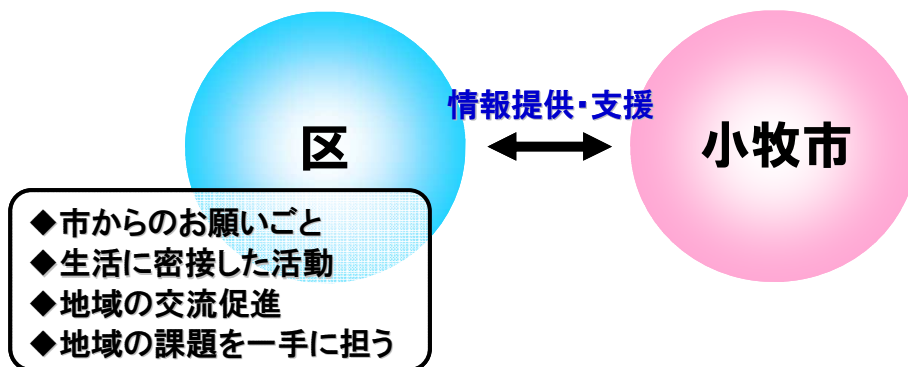 情報提供・支援
区
小牧市
◆市からのお願いごと
◆生活に密接した活動
◆地域の交流促進
◆地域の課題を一手に担う